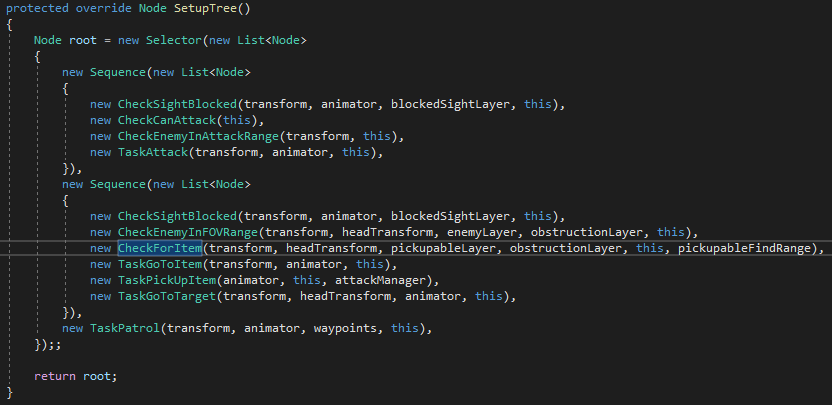 protected override Node SetupTree()
{
    Node root = new Selector(new List<Node>
    {
        new Sequence(new List<Node>
        {
            new CheckSightBlocked(transform, animator, blockedSightLayer, this),
            new CheckCanAttack(this),
            new CheckEnemyInAttackRange(transform, this),
            new TaskAttack(transform, animator, this),
        }),
        new Sequence(new List<Node>
        {
            new CheckSightBlocked(transform, animator, blockedSightLayer, this),
            new CheckEnemyInFOVRange(transform, headTransform, enemyLayer, obstructionLayer, this),
            new CheckForItem(transform, headTransform, pickupableLayer, obstructionLayer, this, pickupableFindRange),
            new TaskGoToItem(transform, animator, this),
            new TaskPickUpItem(animator, this, attackManager),
            new TaskGoToTarget(transform, headTransform, animator, this),
        }),
        new TaskPatrol(transform, animator, waypoints, this),
    });;
    return root;
}